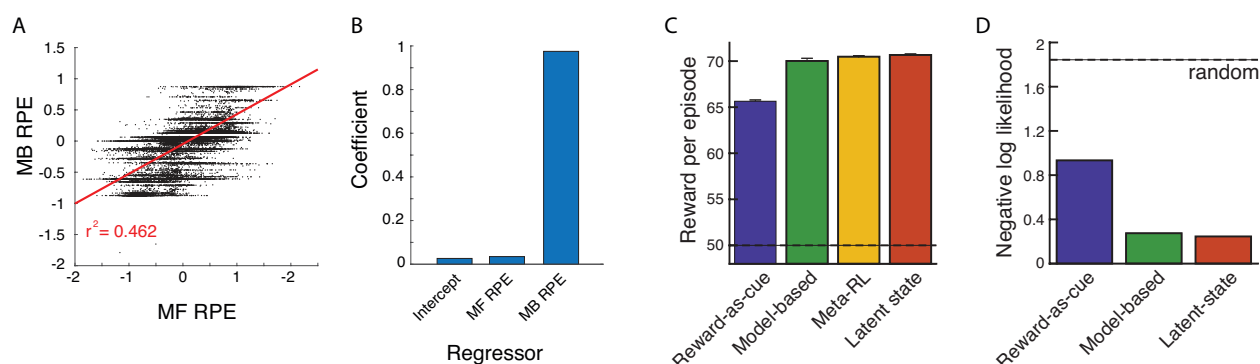 A
MB RPE
1.5
1
0.5
0
-0.5
-1
-1.5
-2
r² = 0.462
-2
-1
0
1
-2
MF RPE
B
Coefficient
1
0.8
0.6
0.4
0.2
0
Intercept
MF RPE
MB RPE
Regressor
C
Reward per episode
70
65
60
55
50
Reward-as-cue
Model-based
Meta-RL
Latent state
D
Negative log likelihood
2
1.6
1.2
0.8
0.4
0
random
Reward-as-cue
Model-based
Latent-state